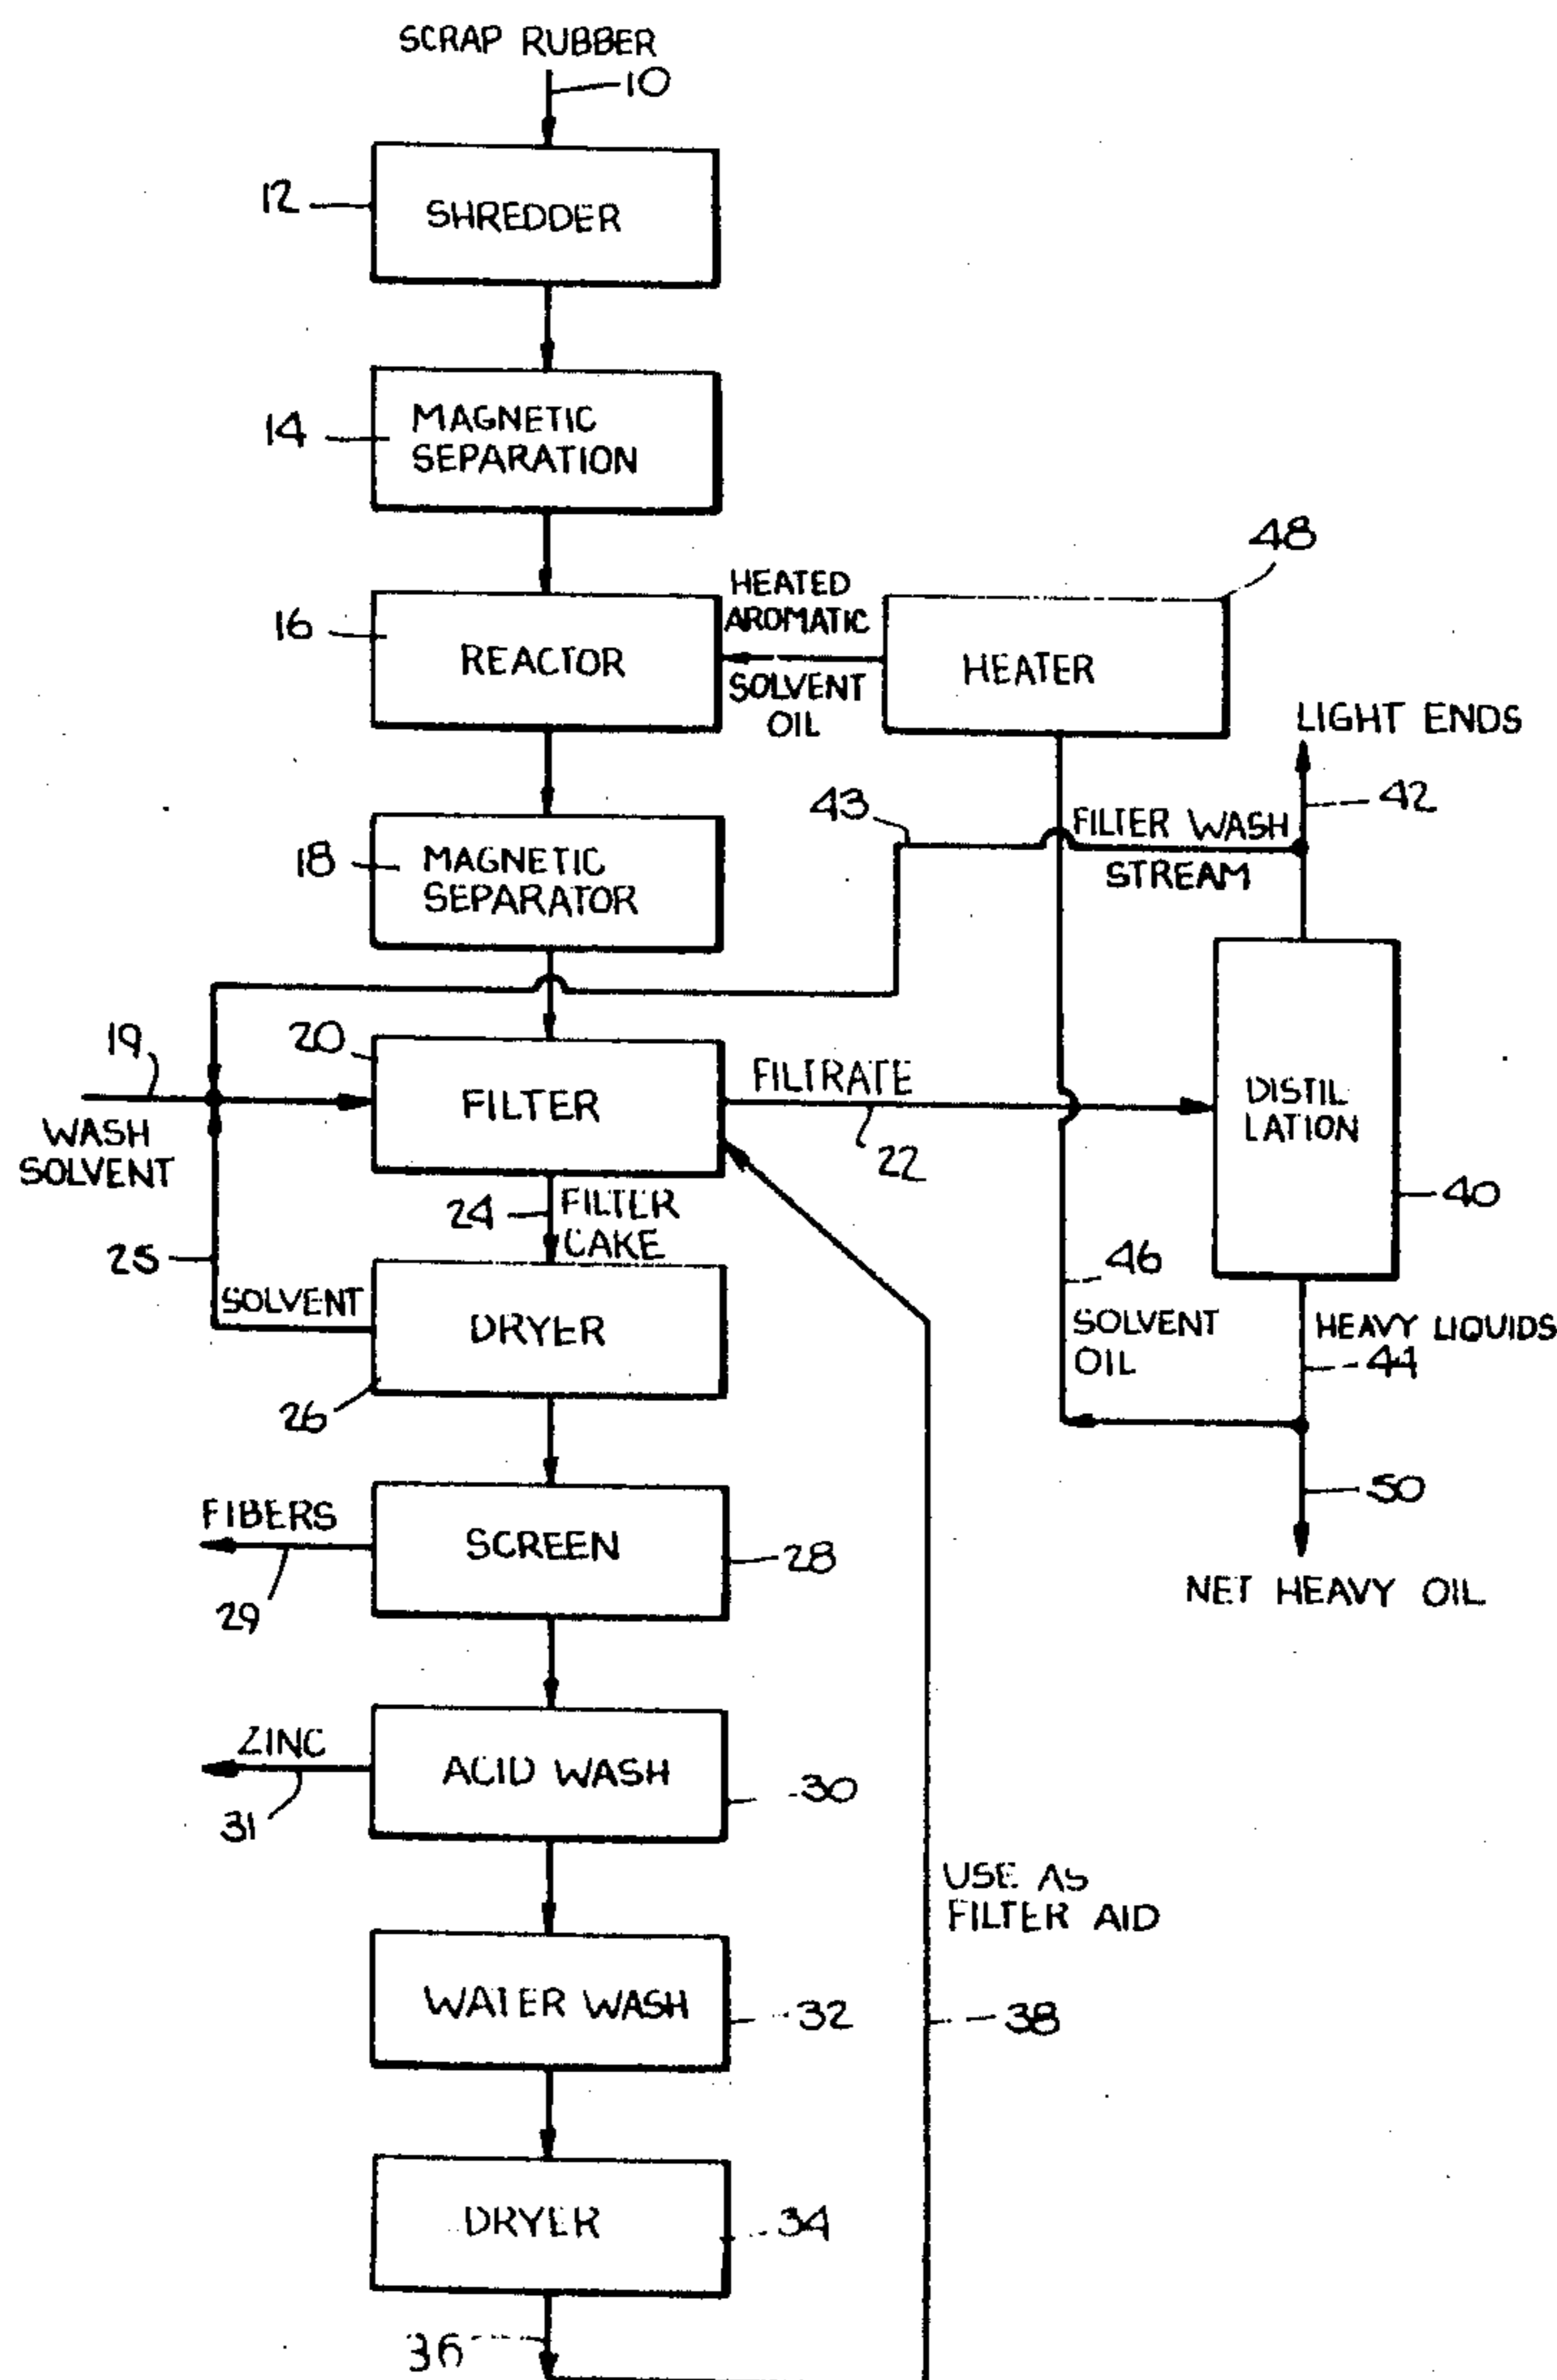 SCRAP RUBBER
10
12
SHREDDER
14
MAGNETIC
SEPARATION
48
16
REACTOR
HEATED
AROMATIC
SOLVENT
OIL
HEATER
LIGHT ENDS
42
43
FILTER WASH
STREAM
18
MAGNETIC
SEPARATOR
19
WASH
SOLVENT
20
FILTER
FILTRATE
22
DISTIL
LATION
40
24
FILTER
CAKE
25
SOLVENT
DRYER
26
46
SOLVENT
OIL
HEAVY LIQUIDS
44
50
NET HEAVY OIL
FIBERS
29
SCREEN
28
ZINC
31
ACID WASH
30
USE AS
FILTER AID
WATER WASH
32
38
DRYER
34
36